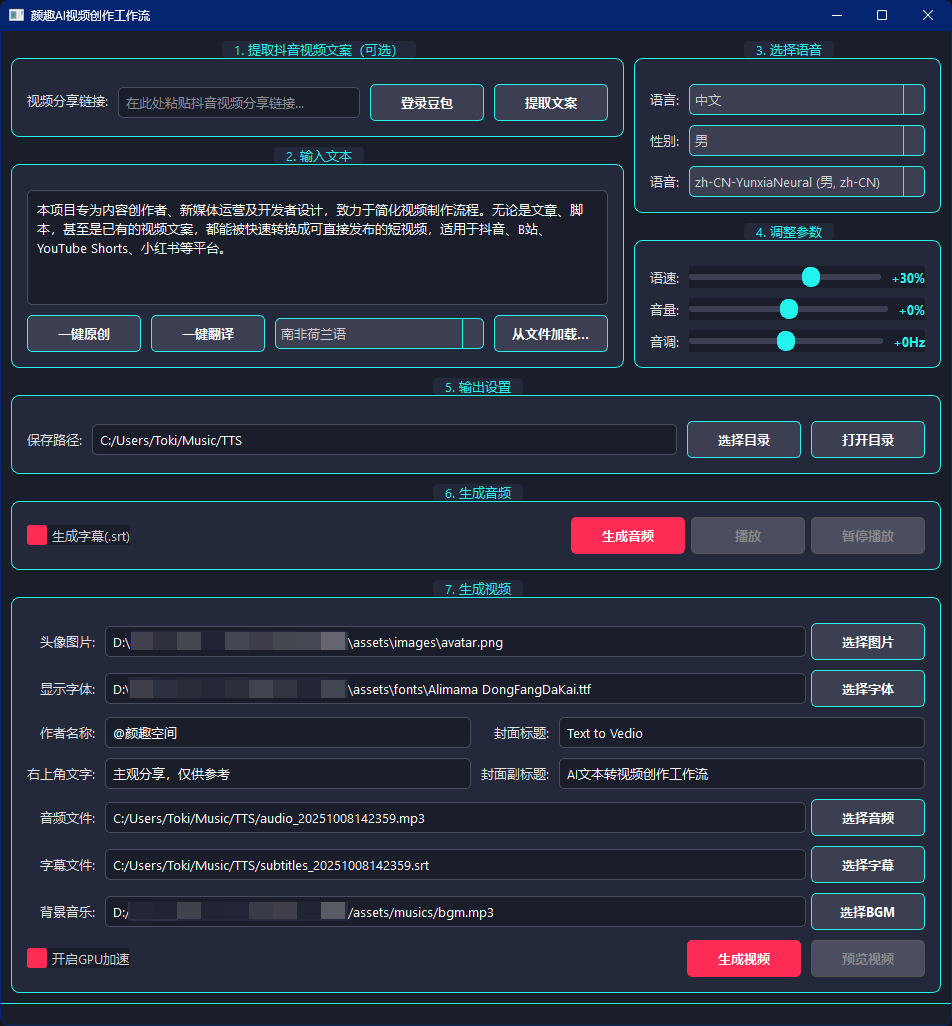 颜趣AI视频创作工作流
1. 提取抖音视频文案（可选）
视频分享链接:
在此处粘贴抖音视频分享链接...
登录豆包
提取文案
2. 输入文本
本项目专为内容创作者、新媒体运营及开发者设计，致力于简化视频制作流程。无论是文章、脚
本，甚至是已有的视频文案，都能被快速转换成可直接发布的短视频，适用于抖音、B站、
YouTube Shorts、小红书等平台。
一键原创
一键翻译
南非荷兰语
从文件加载...
3. 选择语音
语言:
中文
性别:
男
语音:
zh-CN-YunxiaNeural (男, zh-CN)
4. 调整参数
语速:
+30%
音量:
+0%
音调:
+0Hz
5. 输出设置
保存路径:
C:/Users/Toki/Music/TTS
选择目录
打开目录
6. 生成音频
生成字幕(.srt)
生成音频
播放
暂停播放
7. 生成视频
头像图片:
D:\
\assets\images\avatar.png
选择图片
显示字体:
D:\
\assets\fonts\Alimama DongFangDaKai.ttf
选择字体
作者名称:
@颜趣空间
封面标题:
Text to Vedio
右上角文字:
主观分享，仅供参考
封面副标题:
AI文本转视频创作工作流
音频文件:
C:/Users/Toki/Music/TTS/audio_20251008142359.mp3
选择音频
字幕文件:
C:/Users/Toki/Music/TTS/subtitles_20251008142359.srt
选择字幕
背景音乐:
D:/
/assets/musics/bgm.mp3
选择BGM
开启GPU加速
生成视频
预览视频